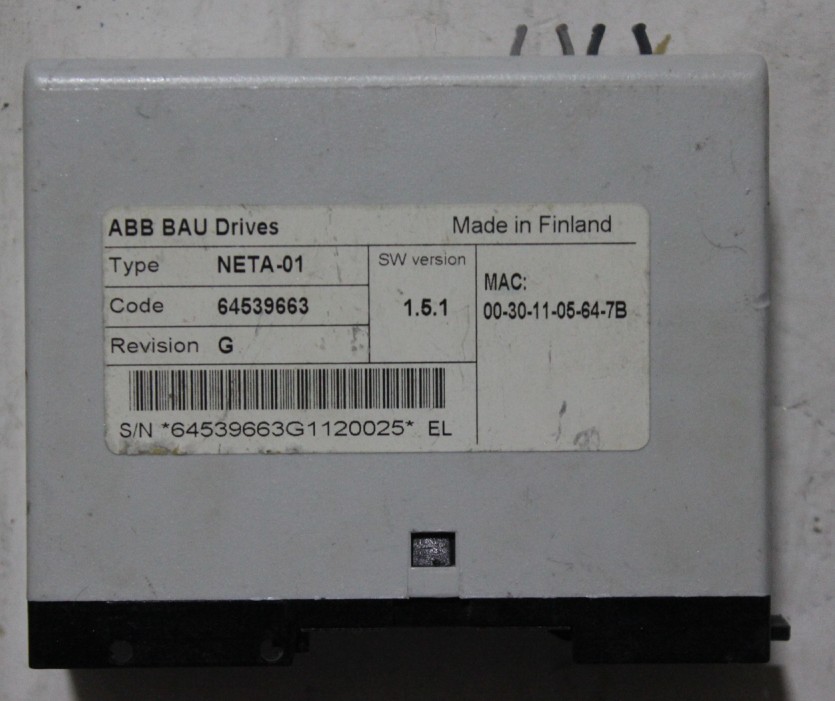 ABB BAU Drives Made in Finland
Type NETA-01 SW version
Code 64539663 1.5.1
Revision G
MAC:
00-30-11-05-64-7B
S/N *64539663G1120025* EL